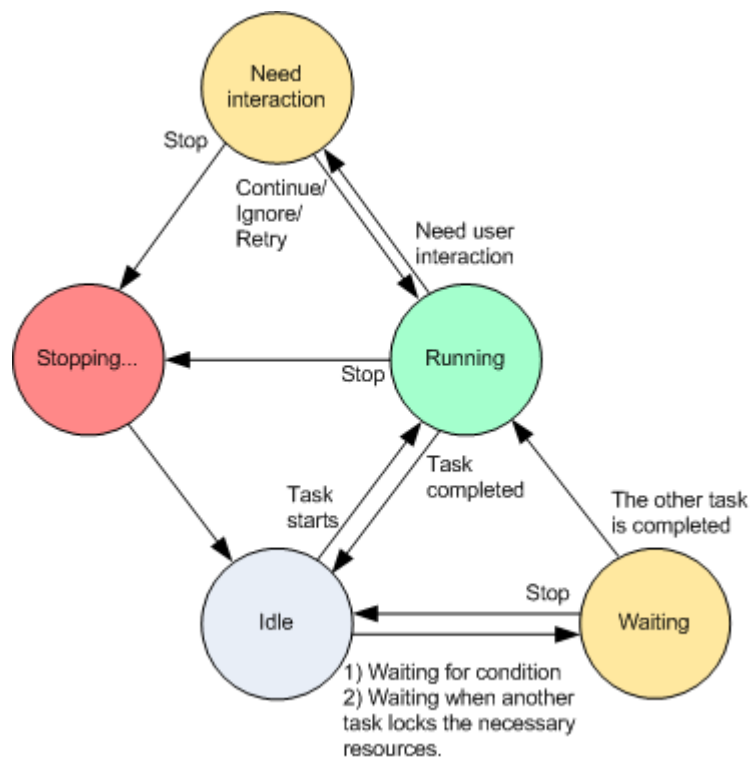 Need
interaction
Stop
Continue/
Ignore/
Retry
Need user
interaction
Stopping...
Stop
Running
Task
starts
Task
completed
The other task
is completed
Idle
Stop
Waiting
1) Waiting for condition
2) Waiting when another
task locks the necessary
resources.